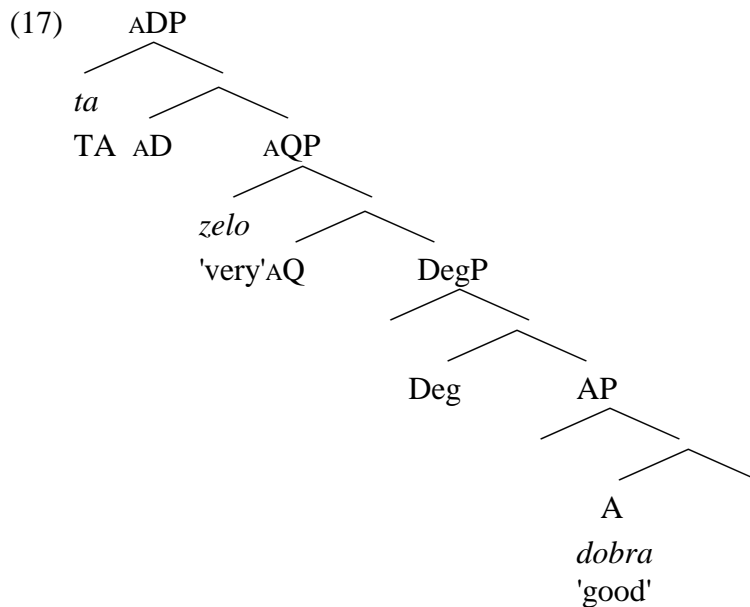 (17) ADP
ta
TA AD AQP
zelo
'very'AQ DegP
Deg AP
A
dobra
'good'